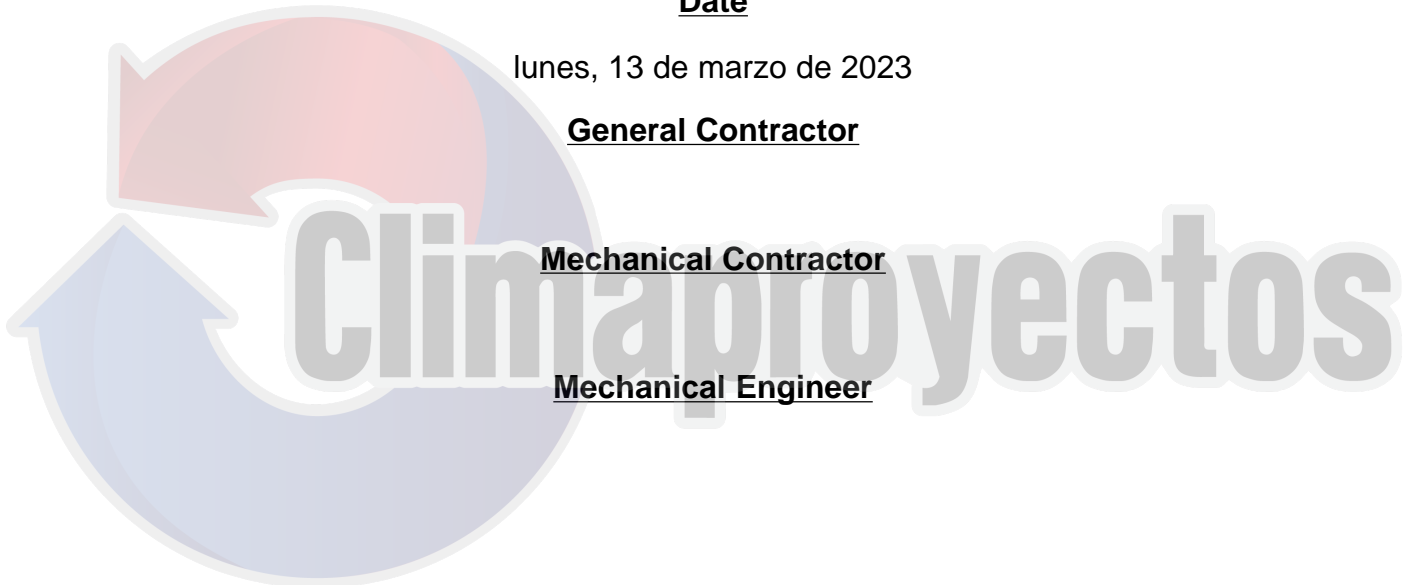 Date
lunes, 13 de marzo de 2023
General Contractor
Climaproyectos
Mechanical Contractor
Mechanical Engineer